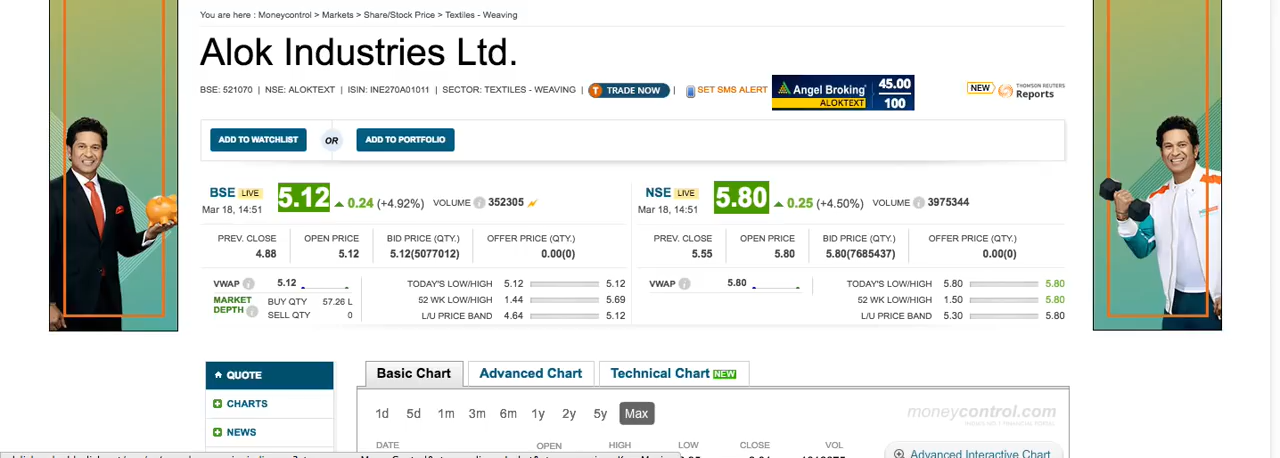 You are here : Moneycontrol > Markets > Share/Stock Price > Textiles - Weaving
Alok Industries Ltd.
BSE: 521070 | NSE: ALOKTEXT | ISIN: INE270A01011 | SECTOR: TEXTILES - WEAVING | T TRADE NOW | SET SMS ALERT
Angel Broking 45.00
ALOKTEXT 100
NEW THOMSON REUTERS
Reports
ADD TO WATCHLIST OR ADD TO PORTFOLIO
BSE LIVE 5.12 0.24 (+4.92%) VOLUME i 352305
Mar 18, 14:51
PREV. CLOSE OPEN PRICE BID PRICE (QTY.) OFFER PRICE (QTY.)
4.88 5.12 5.12(5077012) 0.00(0)
VWAP i 5.12 TODAY'S LOW/HIGH 5.12 5.12
MARKET DEPTH i BUY QTY 57.26 L 52 WK LOW/HIGH 1.44 5.69
SELL QTY 0 L/U PRICE BAND 4.64 5.12
NSE LIVE 5.80 0.25 (+4.50%) VOLUME i 3975344
Mar 18, 14:51
PREV. CLOSE OPEN PRICE BID PRICE (QTY.) OFFER PRICE (QTY.)
5.55 5.80 5.80(7685437) 0.00(0)
VWAP i 5.80 TODAY'S LOW/HIGH 5.80 5.80
52 WK LOW/HIGH 1.50 5.80
L/U PRICE BAND 5.30 5.80
QUOTE
CHARTS
NEWS
Basic Chart Advanced Chart Technical Chart NEW
1d 5d 1m 3m 6m 1y 2y 5y Max
moneycontrol.com
DATE OPEN HIGH LOW CLOSE VOL
Advanced Interactive Chart